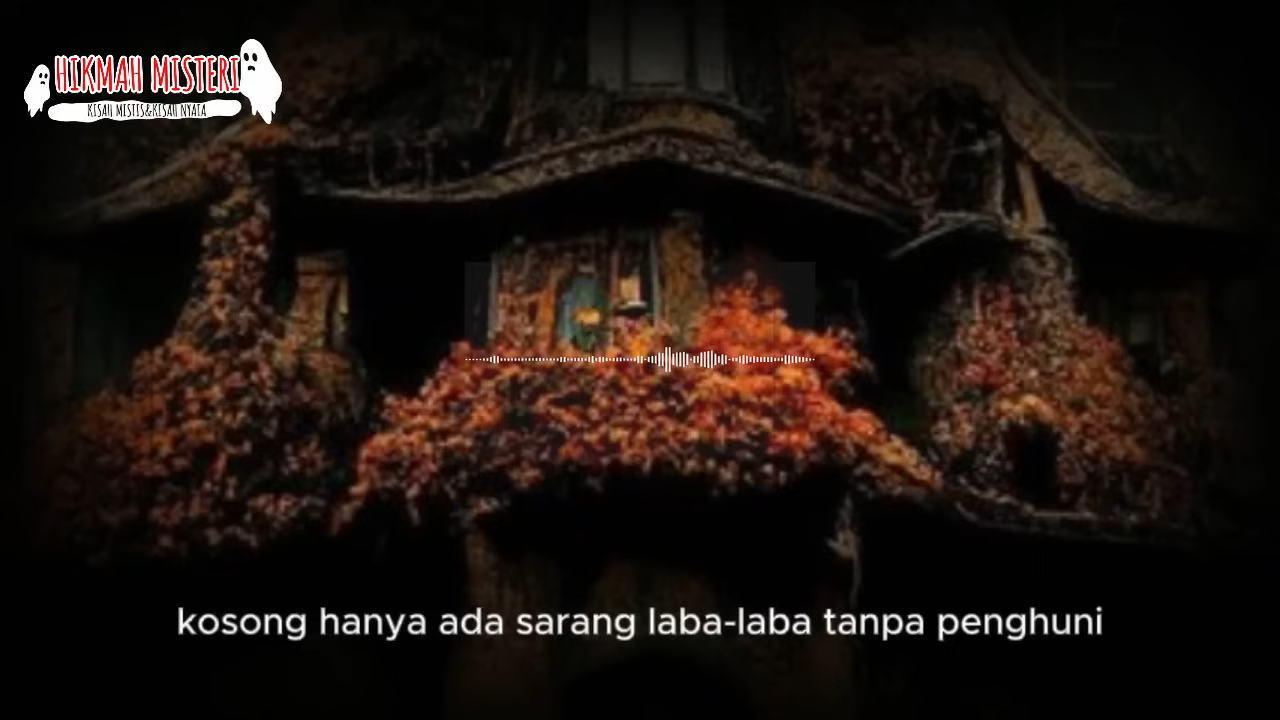 HIKMAH MISTERI
KISAH MISTIS&KISAH NYATA
kosong hanya ada sarang laba-laba tanpa penghuni